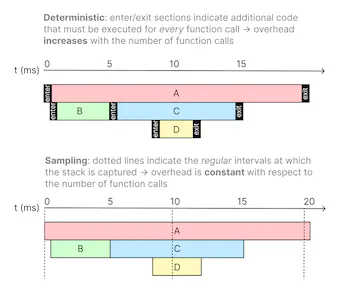 Deterministic: enter/exit sections indicate additional code
that must be executed for every function call → overhead
increases with the number of function calls
t (ms) 0 5 10 15
enter A exit
enter B enter C exit
enter D exit
Sampling: dotted lines indicate the regular intervals at which
the stack is captured → overhead is constant with respect to
the number of function calls
t (ms) 0 5 10 15 20
A
B C
D